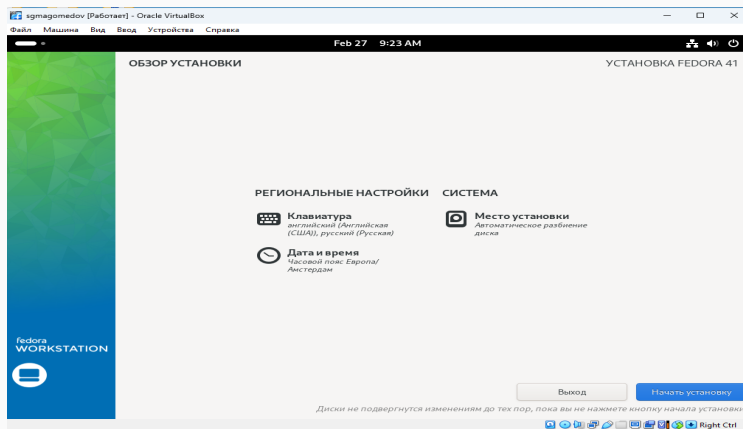 sgmagomedov [Работает] - Oracle VirtualBox
Файл Машина Вид Ввод Устройства Справка
Feb 27 9:23 AM
ОБЗОР УСТАНОВКИ
УСТАНОВКА FEDORA 41
РЕГИОНАЛЬНЫЕ НАСТРОЙКИ
СИСТЕМА
Клавиатура
английский (Английская
(США)), русский (Русская)
Место установки
Автоматическое разбиение
диска
Дата и время
Часовой пояс Европа/
Амстердам
fedora
WORKSTATION
Выход
Начать установку
Диски не подвергнутся изменениям до тех пор, пока вы не нажмете кнопку начала установки
Right Ctrl